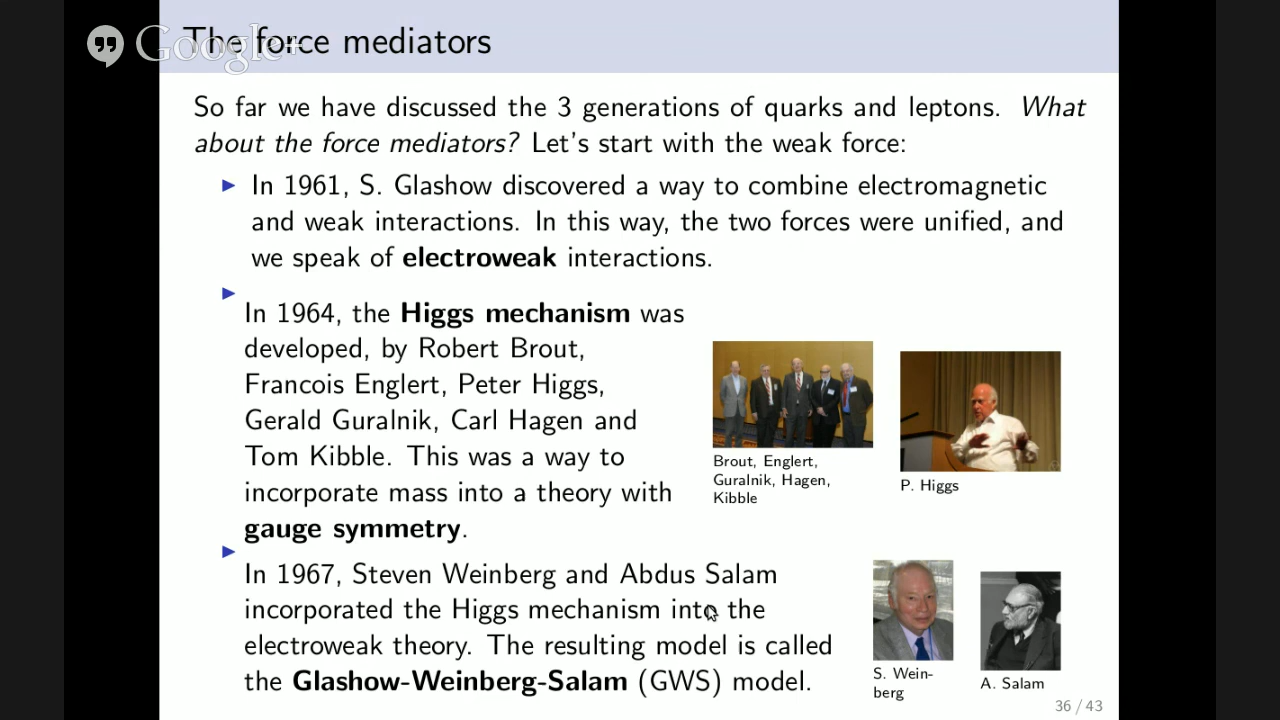 The force mediators
Google+
So far we have discussed the 3 generations of quarks and leptons. What
about the force mediators? Let's start with the weak force:
In 1961, S. Glashow discovered a way to combine electromagnetic
and weak interactions. In this way, the two forces were unified, and
we speak of electroweak interactions.
In 1964, the Higgs mechanism was
developed, by Robert Brout,
Francois Englert, Peter Higgs,
Gerald Guralnik, Carl Hagen and
Tom Kibble. This was a way to
incorporate mass into a theory with
gauge symmetry.
Brout, Englert,
Guralnik, Hagen,
Kibble
P. Higgs
In 1967, Steven Weinberg and Abdus Salam
incorporated the Higgs mechanism into the
electroweak theory. The resulting model is called
the Glashow-Weinberg-Salam (GWS) model.
S. Wein-
berg
A. Salam
36 / 43